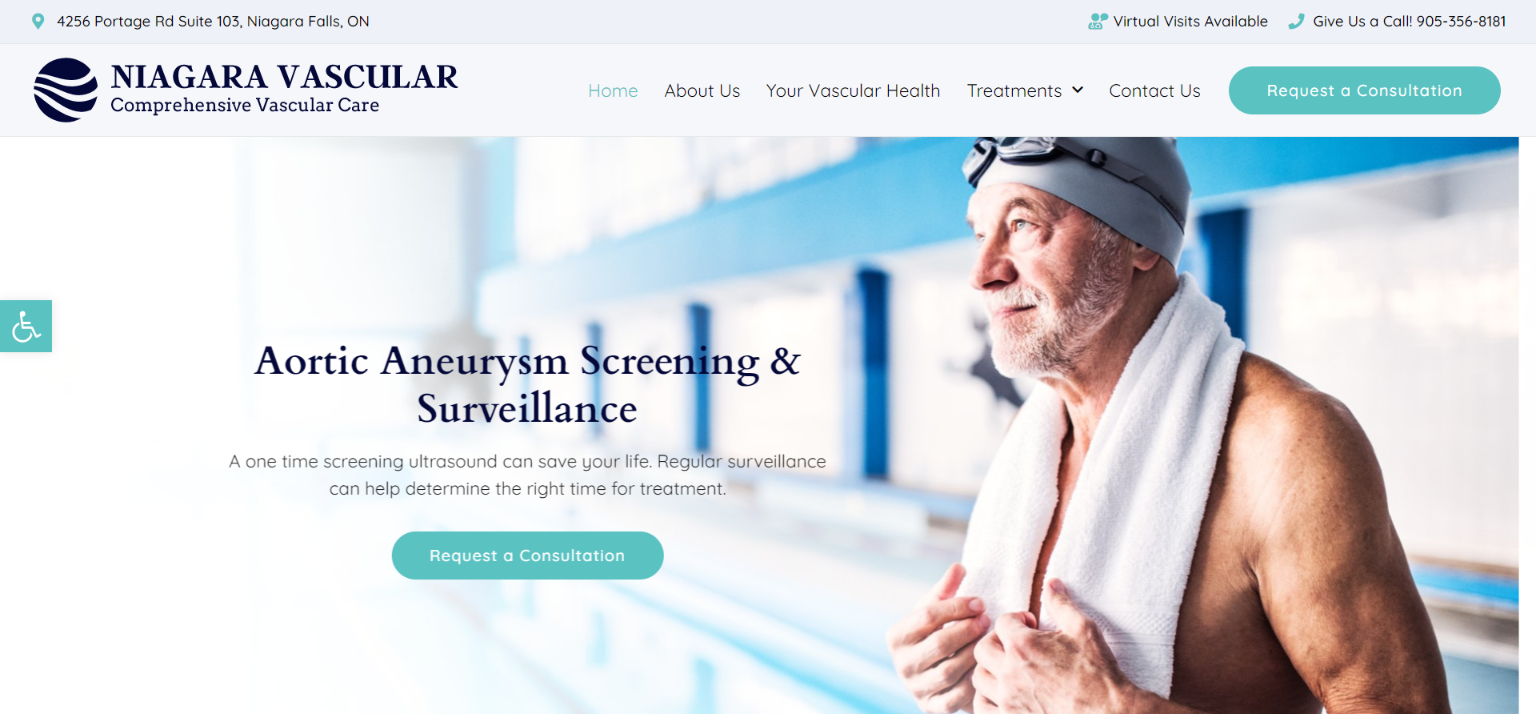 4256 Portage Rd Suite 103, Niagara Falls, ON
Virtual Visits Available
Give Us a Call! 905-356-8181
NIAGARA VASCULAR
Comprehensive Vascular Care
Home
About Us
Your Vascular Health
Treatments
Contact Us
Request a Consultation
Aortic Aneurysm Screening &
Surveillance
A one time screening ultrasound can save your life. Regular surveillance
can help determine the right time for treatment.
Request a Consultation